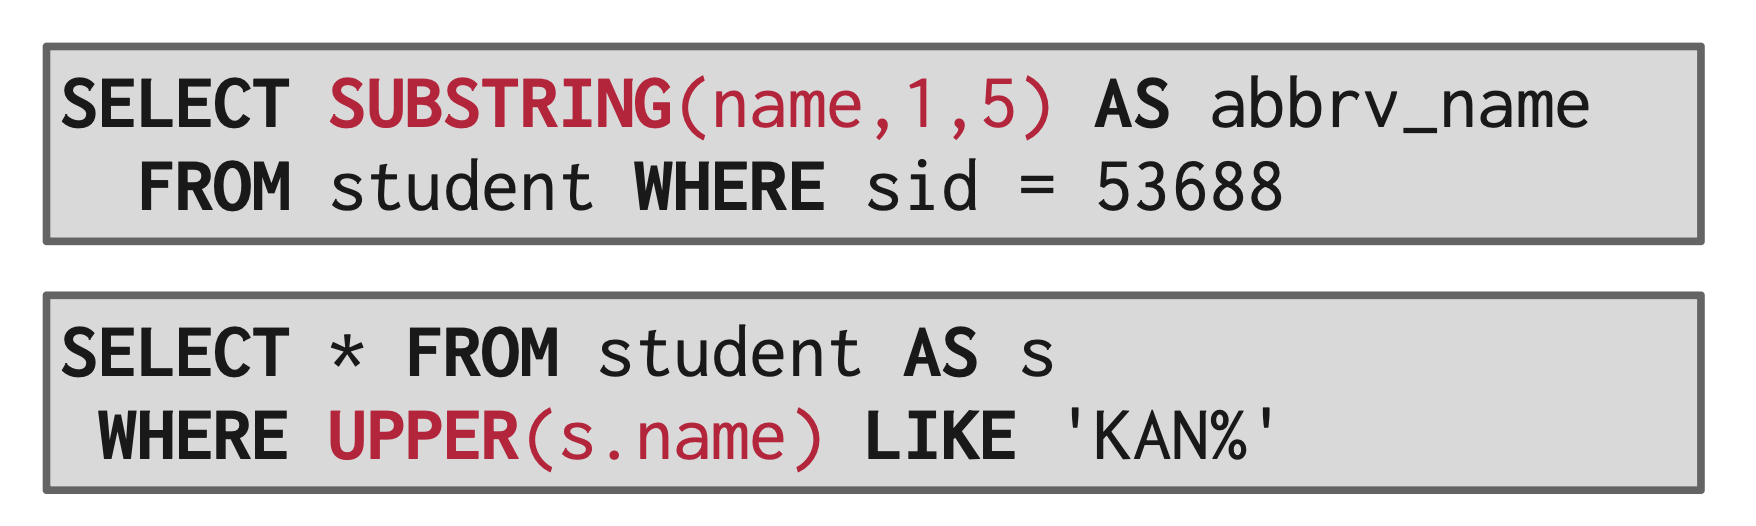 SELECT SUBSTRING(name,1,5) AS abbrv_name
FROM student WHERE sid = 53688
SELECT * FROM student AS s
WHERE UPPER(s.name) LIKE 'KAN%'